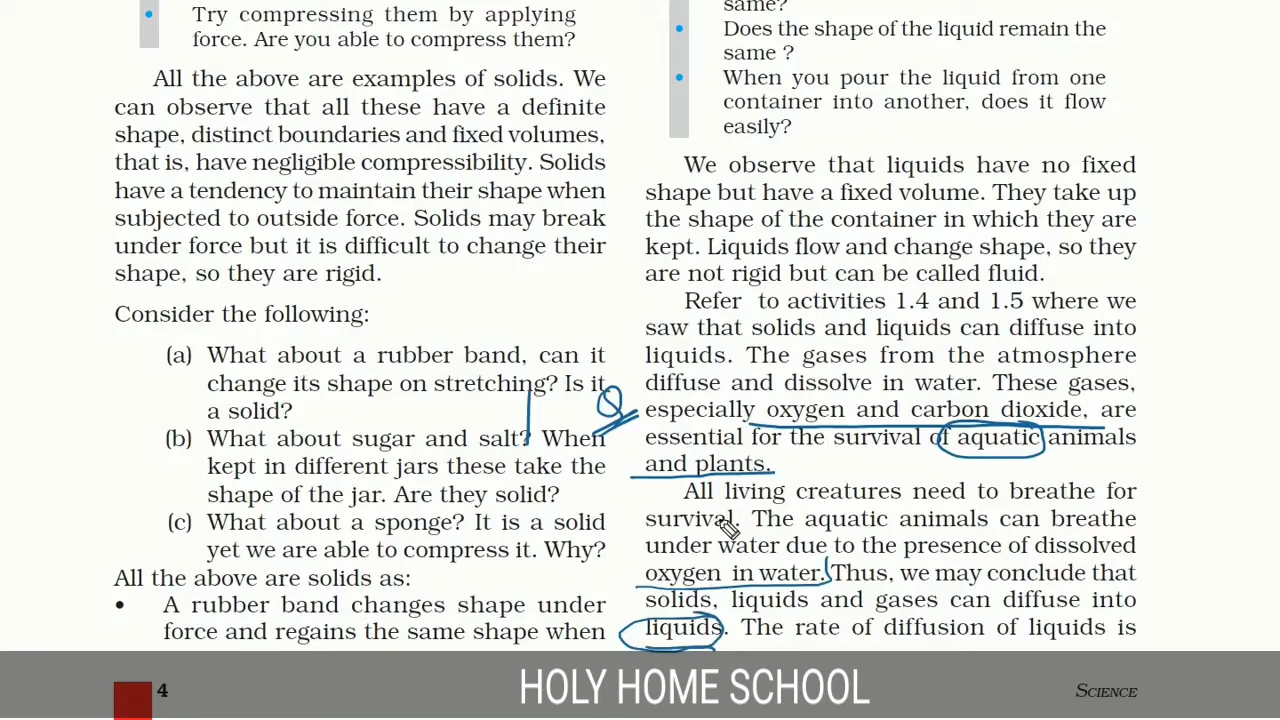 • Try compressing them by applying
force. Are you able to compress them?
All the above are examples of solids. We
can observe that all these have a definite
shape, distinct boundaries and fixed volumes,
that is, have negligible compressibility. Solids
have a tendency to maintain their shape when
subjected to outside force. Solids may break
under force but it is difficult to change their
shape, so they are rigid.
Consider the following:
(a) What about a rubber band, can it
change its shape on stretching? Is it
a solid?
(b) What about sugar and salt? When
kept in different jars these take the
shape of the jar. Are they solid?
(c) What about a sponge? It is a solid
yet we are able to compress it. Why?
All the above are solids as:
• A rubber band changes shape under
force and regains the same shape when
same?
• Does the shape of the liquid remain the
same ?
• When you pour the liquid from one
container into another, does it flow
easily?
We observe that liquids have no fixed
shape but have a fixed volume. They take up
the shape of the container in which they are
kept. Liquids flow and change shape, so they
are not rigid but can be called fluid.
Refer to activities 1.4 and 1.5 where we
saw that solids and liquids can diffuse into
liquids. The gases from the atmosphere
diffuse and dissolve in water. These gases,
especially oxygen and carbon dioxide, are
essential for the survival of aquatic animals
and plants.
All living creatures need to breathe for
survival. The aquatic animals can breathe
under water due to the presence of dissolved
oxygen in water. Thus, we may conclude that
solids, liquids and gases can diffuse into
liquids. The rate of diffusion of liquids is
4
HOLY HOME SCHOOL
SCIENCE